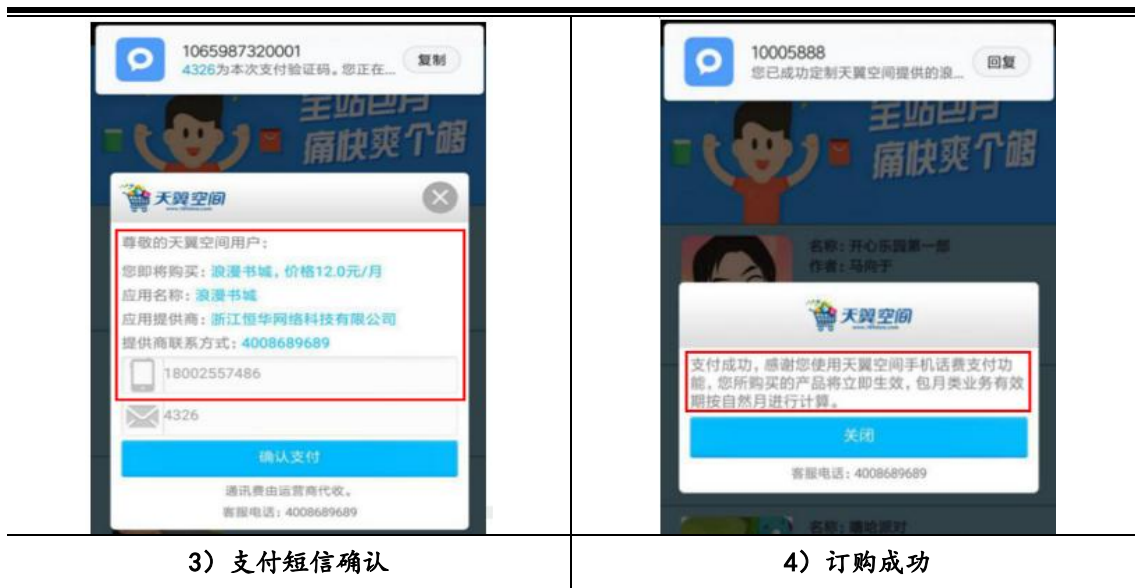 1065987320001
4326为本次支付验证码。您正在...
复制
全站包月
痛快爽个够
天翼空间
尊敬的天翼空间用户:
您即将购买: 浪漫书城, 价格12.0元/月
应用名称: 浪漫书城
应用提供商: 浙江恒华网络科技有限公司
提供商联系方式: 4008689689
18002557486
4326
确认支付
通讯费由运营商代收。
客服电话: 4008689689
3) 支付短信确认
10005888
您已成功定制天翼空间提供的浪...
回复
全站包月
痛快爽个够
名称: 开心乐园第一部
作者: 马向于
天翼空间
支付成功, 感谢您使用天翼空间手机话费支付功
能, 您所购买的产品将立即生效, 包月类业务有效
期按自然月进行计算。
关闭
客服电话: 4008689689
名称: 嘻哈派对
4) 订购成功